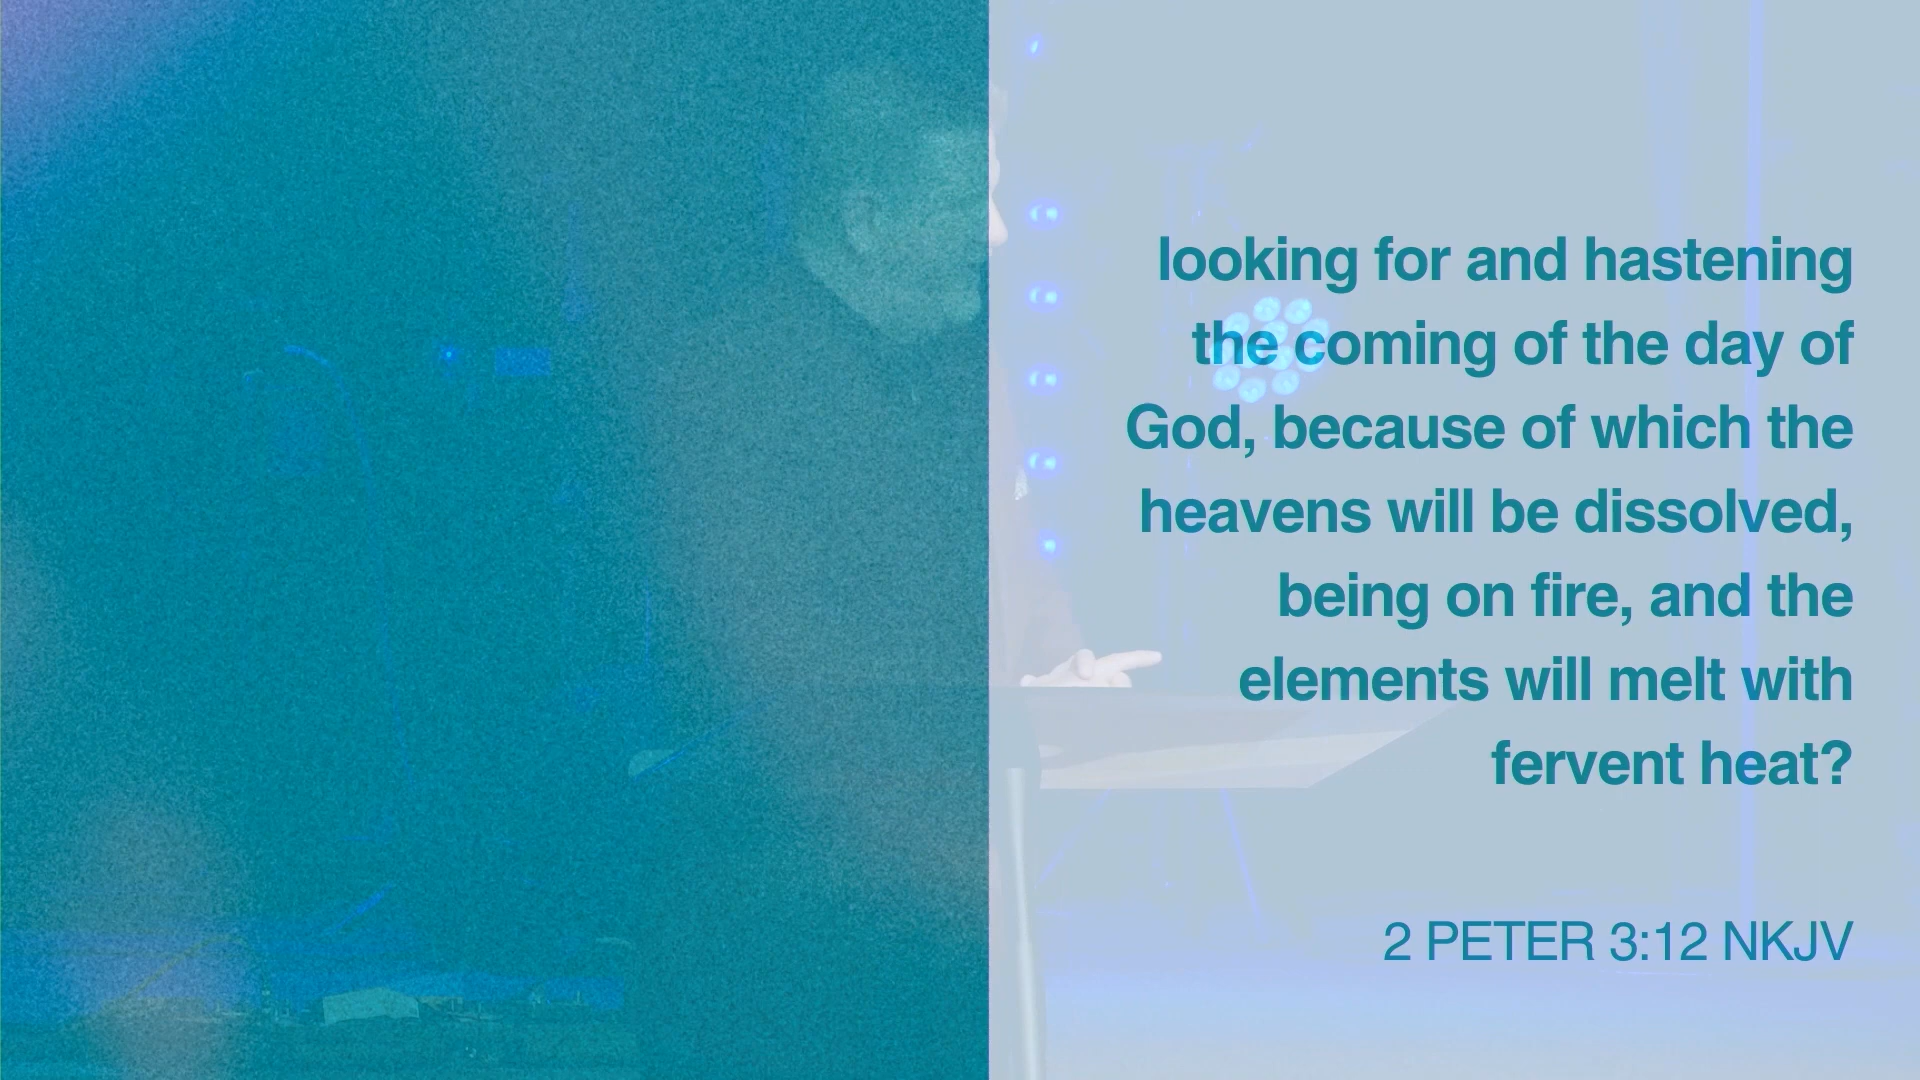 looking for and hastening
the coming of the day of
God, because of which the
heavens will be dissolved,
being on fire, and the
elements will melt with
fervent heat?
2 PETER 3:12 NKJV